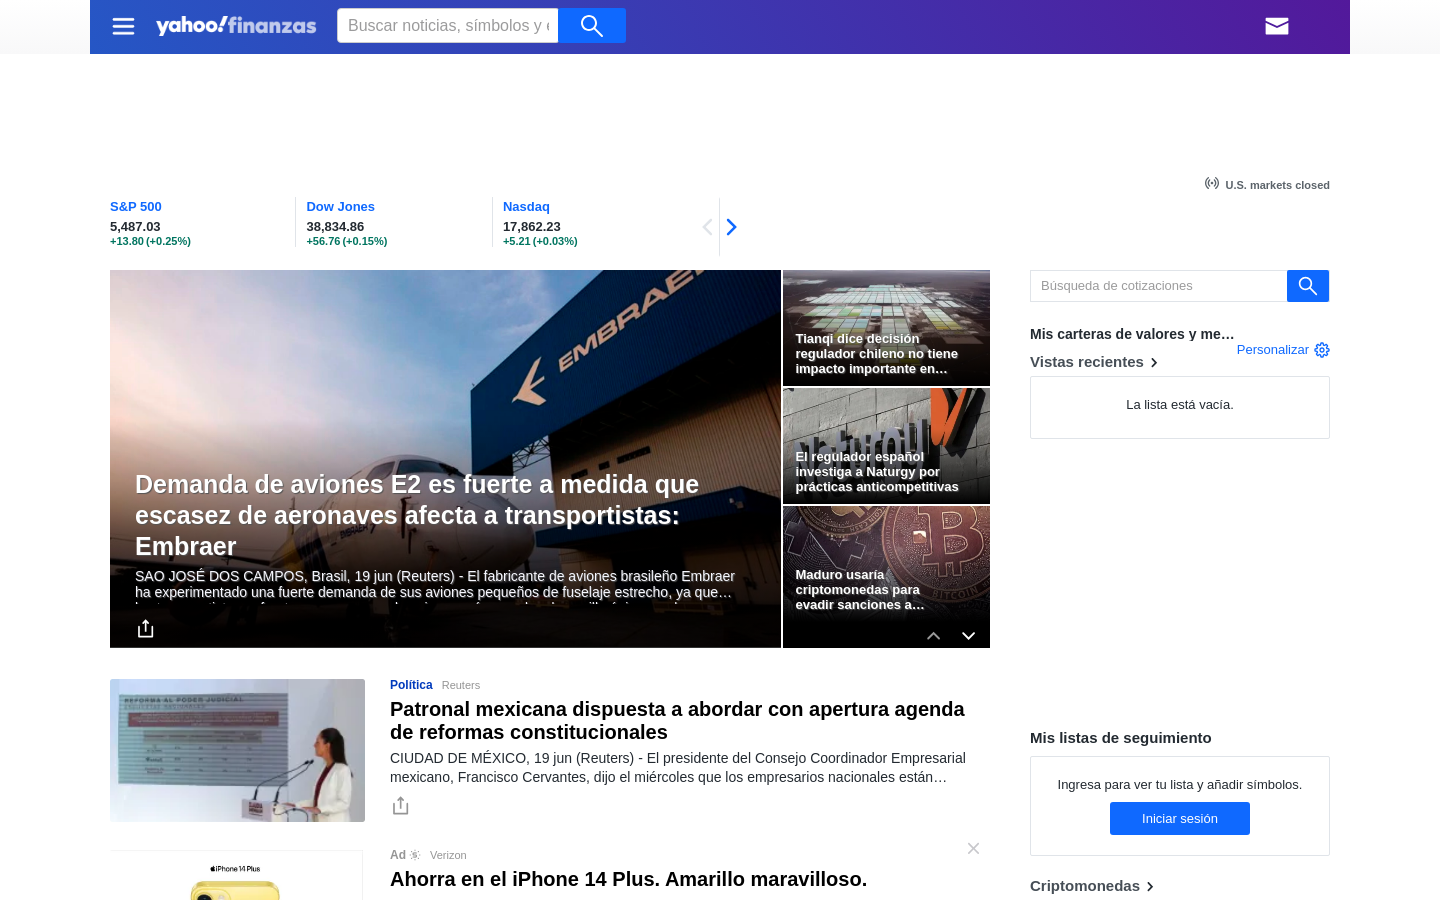 yahoo!finanzas
Buscar noticias, símbolos y e
U.S. markets closed
S&P 500
5,487.03
+13.80 (+0.25%)
Dow Jones
38,834.86
+56.76 (+0.15%)
Nasdaq
17,862.23
+5.21 (+0.03%)
EMBRAER
Demanda de aviones E2 es fuerte a medida que
escasez de aeronaves afecta a transportistas:
Embraer
SAO JOSÉ DOS CAMPOS, Brasil, 19 jun (Reuters) - El fabricante de aviones brasileño Embraer
ha experimentado una fuerte demanda de sus aviones pequeños de fuselaje estrecho, ya que…
Tianqi dice decisión
regulador chileno no tiene
impacto importante en…
Naturgy
El regulador español
investiga a Naturgy por
prácticas anticompetitivas
BITCOIN
Maduro usaría
criptomonedas para
evadir sanciones a…
Búsqueda de cotizaciones
Mis carteras de valores y me…
Personalizar
Vistas recientes
La lista está vacía.
REFORMA AL PODER JUDICIAL
Política Reuters
Patronal mexicana dispuesta a abordar con apertura agenda
de reformas constitucionales
CIUDAD DE MÉXICO, 19 jun (Reuters) - El presidente del Consejo Coordinador Empresarial
mexicano, Francisco Cervantes, dijo el miércoles que los empresarios nacionales están…
Mis listas de seguimiento
Ingresa para ver tu lista y añadir símbolos.
Iniciar sesión
iPhone 14 Plus
Ad Verizon
Ahorra en el iPhone 14 Plus. Amarillo maravilloso.
Criptomonedas